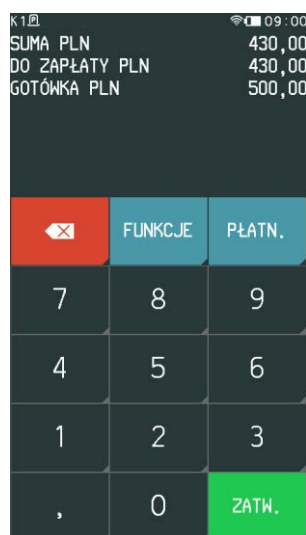 K1 P 09:00
SUMA PLN 430,00
DO ZAPŁATY PLN 430,00
GOTÓWKA PLN 500,00
FUNKCJE PŁATN.
7 8 9
4 5 6
1 2 3
, 0 ZATW.